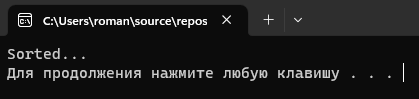 C:\Users\roman\source\repos
Sorted...
Для продолжения нажмите любую клавишу . . .